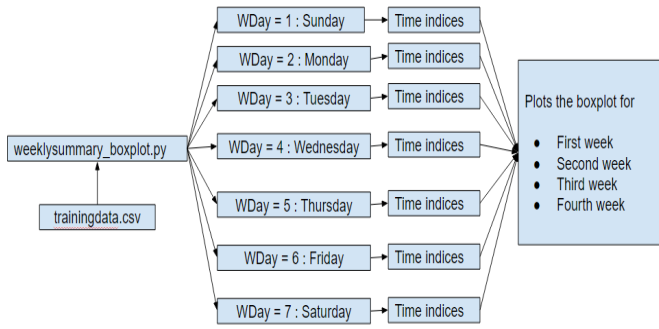 WDay = 1 : Sunday
Time indices
WDay = 2 : Monday
Time indices
WDay = 3 : Tuesday
Time indices
WDay = 4 : Wednesday
Time indices
WDay = 5 : Thursday
Time indices
WDay = 6 : Friday
Time indices
WDay = 7 : Saturday
Time indices
weeklysummary_boxplot.py
trainingdata.csv
Plots the boxplot for
● First week
● Second week
● Third week
● Fourth week